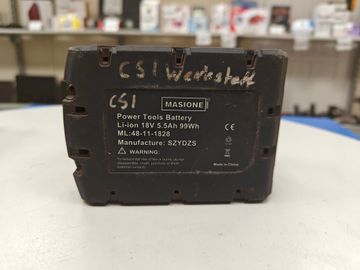 CSI Werkstatt
CSI
MASIONE
Power Tools Battery
Li-ion 18V 5.5Ah 99Wh
ML:48-11-1828
Manufacture: SZYDZS
⚠ WARNING:
CE
Made in China